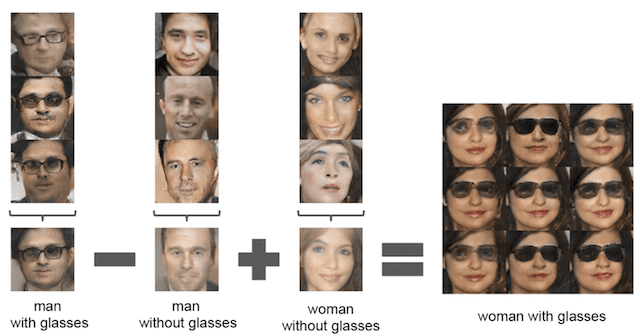 man
with glasses
man
without glasses
woman
without glasses
woman with glasses